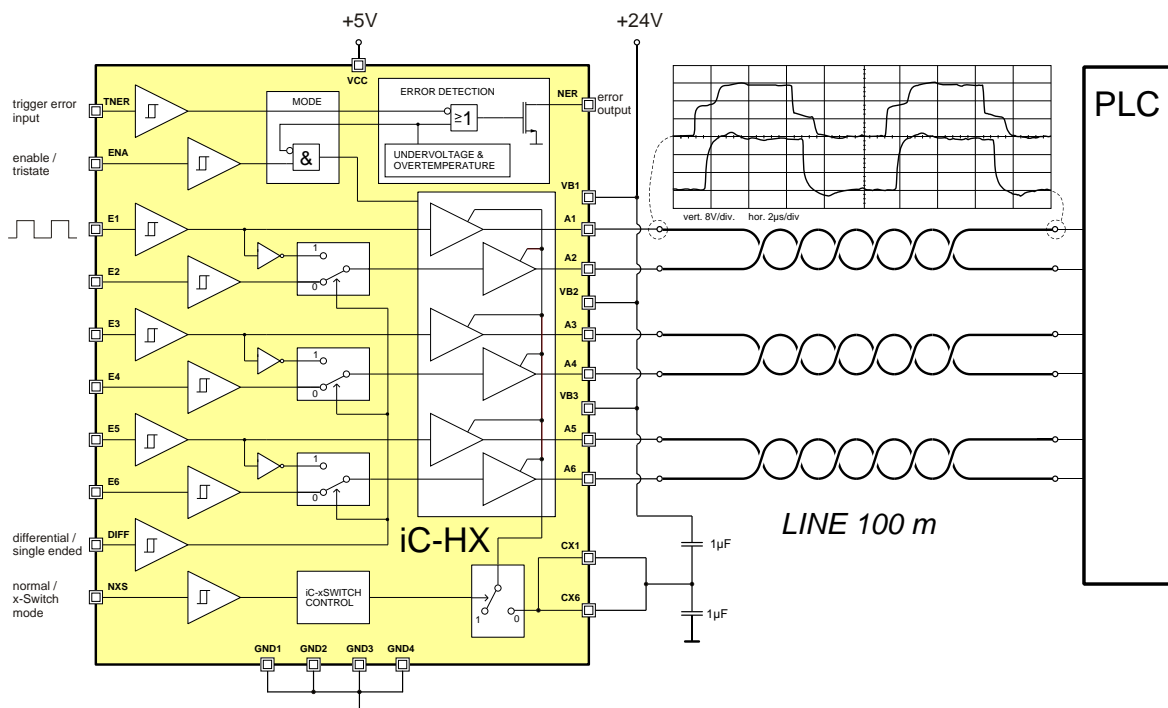 +5V
+24V
VCC
trigger error
input
TNER
MODE
ERROR DETECTION
≥1
NER
error
output
PLC
enable /
tristate
ENA
&
UNDERVOLTAGE &
OVERTEMPERATURE
VB1
vert. 8V/div. hor. 2µs/div
E1
1
0
A1
E2
A2
VB2
E3
1
0
A3
E4
A4
VB3
E5
1
0
A5
E6
A6
differential /
single ended
DIFF
iC-HX
LINE 100 m
CX1
1µF
normal /
x-Switch
mode
NXS
iC-xSWITCH
CONTROL
1
0
CX6
1µF
GND1
GND2
GND3
GND4